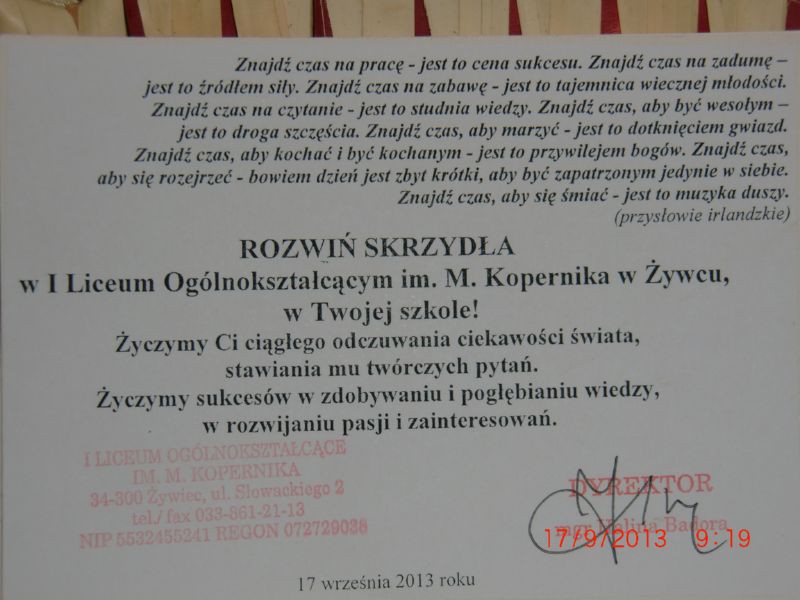 Znajdź czas na pracę - jest to cena sukcesu. Znajdź czas na zadumę –
jest to źródłem siły. Znajdź czas na zabawę - jest to tajemnica wiecznej młodości.
Znajdź czas na czytanie - jest to studnia wiedzy. Znajdź czas, aby być wesołym –
jest to droga szczęścia. Znajdź czas, aby marzyć - jest to dotknięciem gwiazd.
Znajdź czas, aby kochać i być kochanym - jest to przywilejem bogów. Znajdź czas,
aby się rozejrzeć - bowiem dzień jest zbyt krótki, aby być zapatrzonym jedynie w siebie.
Znajdź czas, aby się śmiać - jest to muzyka duszy.
(przysłowie irlandzkie)
ROZWIŃ SKRZYDŁA
w I Liceum Ogólnokształcącym im. M. Kopernika w Żywcu,
w Twojej szkole!
Życzymy Ci ciągłego odczuwania ciekawości świata,
stawiania mu twórczych pytań.
Życzymy sukcesów w zdobywaniu i pogłębianiu wiedzy,
w rozwijaniu pasji i zainteresowań.
I LICEUM OGÓLNOKSZTAŁCĄCE
IM. M. KOPERNIKA
34-300 Żywiec, ul. Słowackiego 2
tel./ fax 033-861-21-13
NIP 5532455241 REGON 072729028
DYREKTOR
mgr Halina Badora
17/9/2013 9:19
17 września 2013 roku